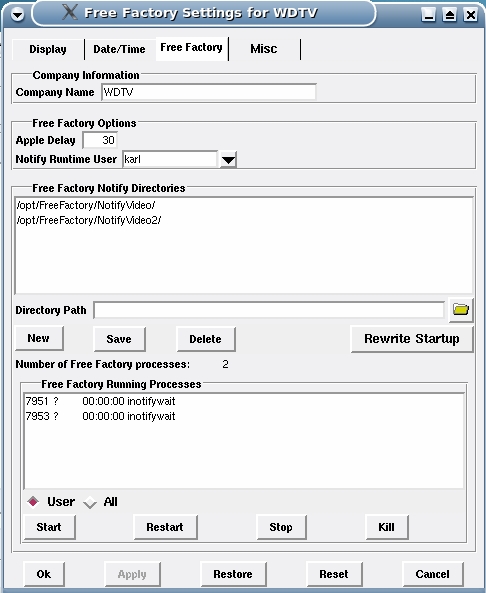 Free Factory Settings for WDTV
Display Date/Time Free Factory Misc
Company Information
Company Name WDTV
Free Factory Options
Apple Delay 30
Notify Runtime User karl
Free Factory Notify Directories
/opt/FreeFactory/NotifyVideo/
/opt/FreeFactory/NotifyVideo2/
Directory Path
New Save Delete Rewrite Startup
Number of Free Factory processes: 2
Free Factory Running Processes
7951 ? 00:00:00 inotifywait
7953 ? 00:00:00 inotifywait
User All
Start Restart Stop Kill
Ok Apply Restore Reset Cancel